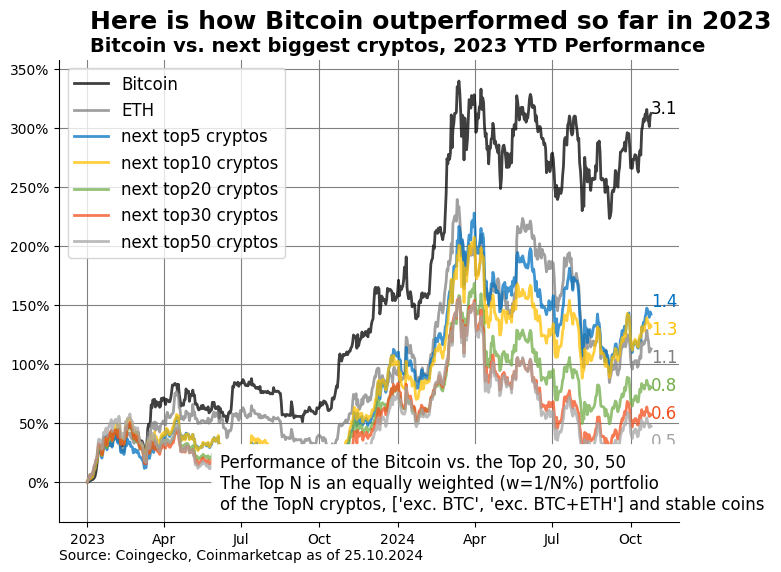 Here is how Bitcoin outperformed so far in 2023
Bitcoin vs. next biggest cryptos, 2023 YTD Performance
350%
300%
250%
200%
150%
100%
50%
0%
Bitcoin
ETH
next top5 cryptos
next top10 cryptos
next top20 cryptos
next top30 cryptos
next top50 cryptos
3.1
1.4
1.3
1.1
0.8
0.6
0.5
Performance of the Bitcoin vs. the Top 20, 30, 50
The Top N is an equally weighted (w=1/N%) portfolio
of the TopN cryptos, ['exc. BTC', 'exc. BTC+ETH'] and stable coins
2023 Apr Jul Oct 2024 Apr Jul Oct
Source: Coingecko, Coinmarketcap as of 25.10.2024